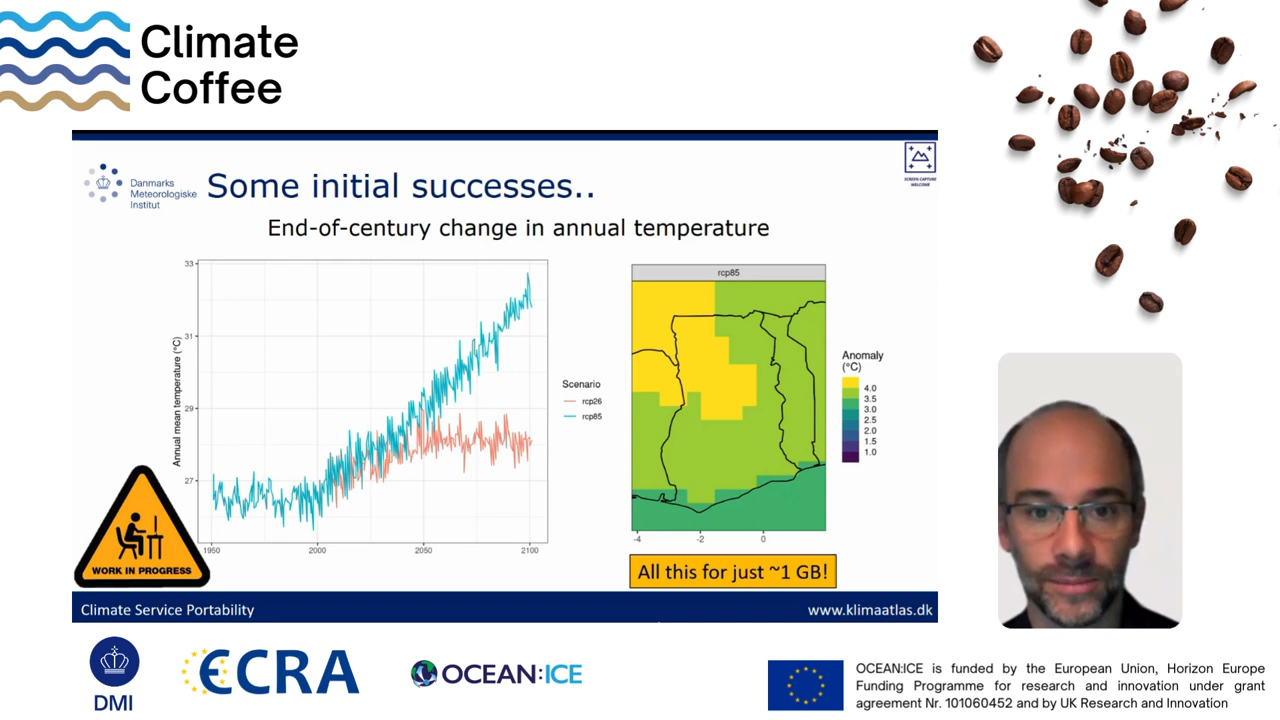 Climate
Coffee
Danmarks
Meteorologiske
Institut
Some initial successes..
SCREEN CAPTURE
WELCOME
End-of-century change in annual temperature
33
31
29
27
Annual mean temperature (°C)
1950
2000
2050
2100
Scenario
rcp26
rcp85
rcp85
-4
-2
0
Anomaly
(°C)
4.0
3.5
3.0
2.5
2.0
1.5
1.0
WORK IN PROGRESS
All this for just ~1 GB!
Climate Service Portability
www.klimaatlas.dk
DMI
ECRA
OCEAN:ICE
OCEAN:ICE is funded by the European Union, Horizon Europe
Funding Programme for research and innovation under grant
agreement Nr. 101060452 and by UK Research and Innovation